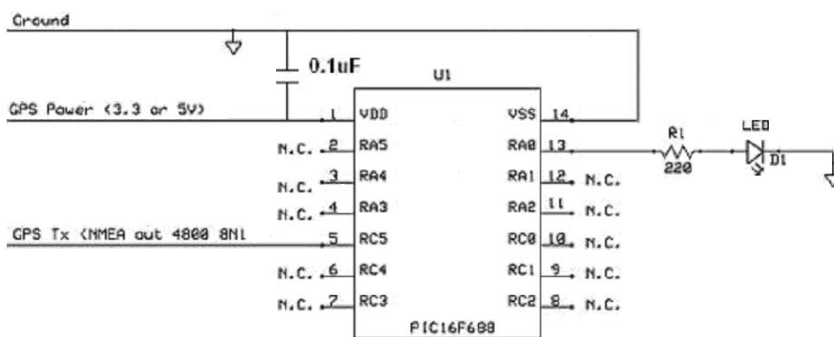 Ground
0.1uF
U1
GPS Power (3.3 or 5V)
1 VDD VSS 14
N.C. 2 RA5 RA0 13 R1 220 LED D1
N.C. 3 RA4 RA1 12 N.C.
N.C. 4 RA3 RA2 11 N.C.
GPS Tx (NMEA out 4800 8N1
5 RC5 RC0 10 N.C.
N.C. 6 RC4 RC1 9 N.C.
N.C. 7 RC3 RC2 8 N.C.
PIC16F688